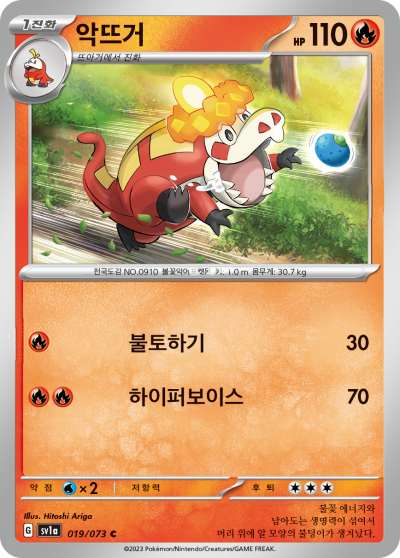 1진화 악뜨거 HP 110
뜨아거에서 진화
전국도감 NO.0910 불꽃악어포켓몬 키: 1.0 m 몸무게: 30.7 kg
불토하기 30
하이퍼보이스 70
약점 ×2 저항력 후퇴
Illus. Hitoshi Ariga
불꽃 에너지와
남아도는 생명력이 섞여서
머리 위에 알 모양의 불덩이가 생겨났다.
G sv1a 019/073 C
©2023 Pokémon/Nintendo/Creatures/GAME FREAK.